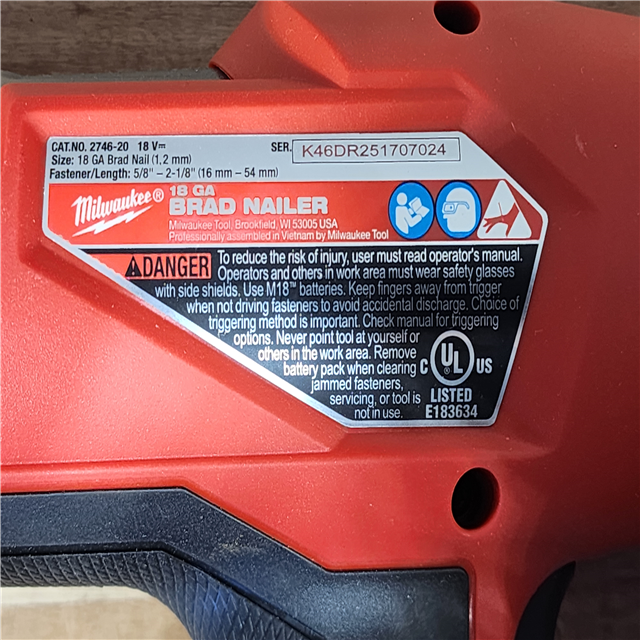 CAT.NO. 2746-20 18 V⎓ SER. K46DR251707024
Size: 18 GA Brad Nail (1,2 mm)
Fastener/Length: 5/8" – 2-1/8" (16 mm – 54 mm)
Milwaukee®
18 GA
BRAD NAILER
Milwaukee Tool, Brookfield, WI 53005 USA
Professionally assembled in Vietnam by Milwaukee Tool
DANGER To reduce the risk of injury, user must read operator's manual.
Operators and others in work area must wear safety glasses
with side shields. Use M18™ batteries. Keep fingers away from trigger
when not driving fasteners to avoid accidental discharge. Choice of
triggering method is important. Check manual for triggering
options. Never point tool at yourself or
others in the work area. Remove
battery pack when clearing
jammed fasteners,
servicing, or tool is
not in use.
C UL US
LISTED
E183634